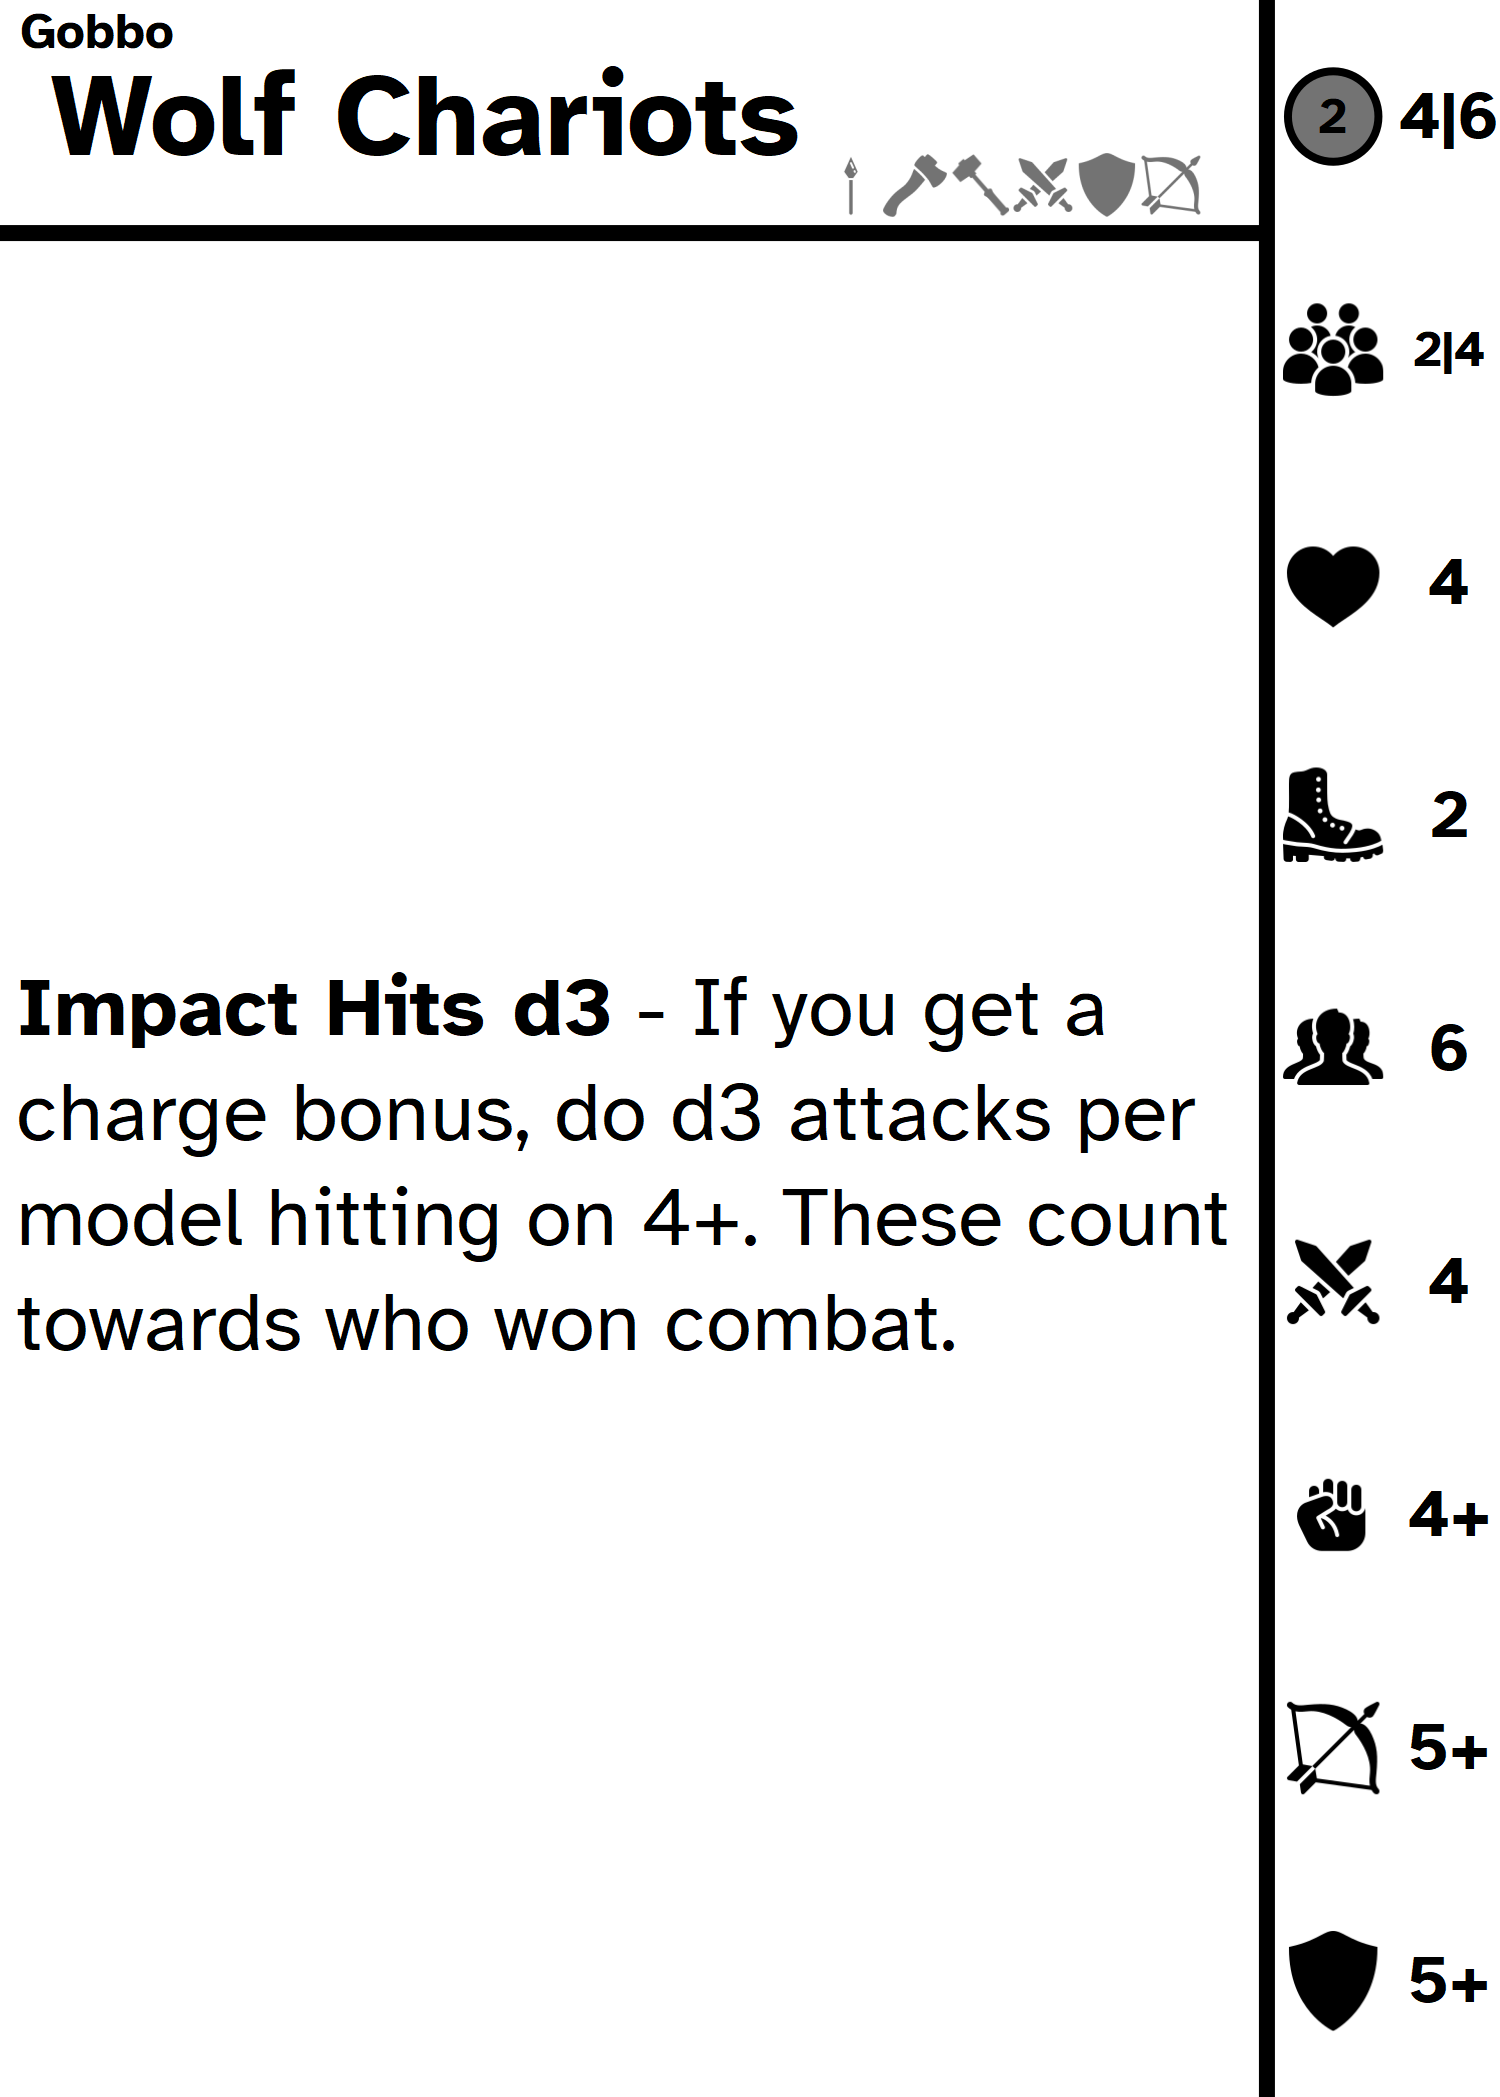 Gobbo
Wolf Chariots
2 4|6
2|4
4
2
6
4
4+
5+
5+
Impact Hits d3 - If you get a
charge bonus, do d3 attacks per
model hitting on 4+. These count
towards who won combat.